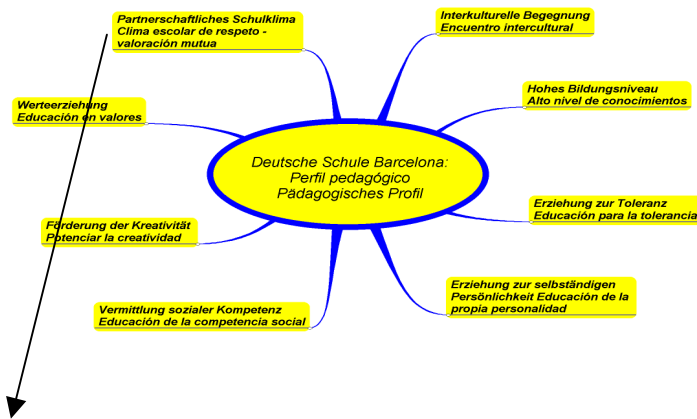 Partnerschaftliches Schulklima
Clima escolar de respeto -
valoración mutua
Interkulturelle Begegnung
Encuentro intercultural
Werteerziehung
Educación en valores
Hohes Bildungsniveau
Alto nivel de conocimientos
Deutsche Schule Barcelona:
Perfil pedagógico
Pädagogisches Profil
Förderung der Kreativität
Potenciar la creatividad
Erziehung zur Toleranz
Educación para la tolerancia
Vermittlung sozialer Kompetenz
Educación de la competencia social
Erziehung zur selbständigen
Persönlichkeit Educación de la
propia personalidad